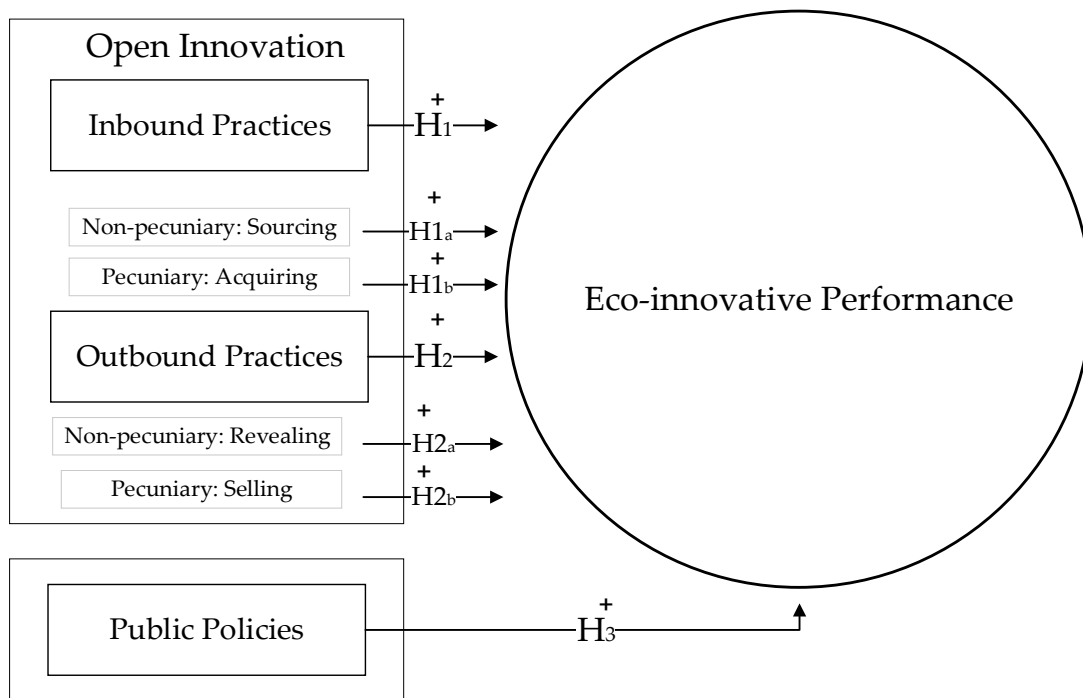 Open Innovation
Inbound Practices
+
H1
Non-pecuniary: Sourcing
+
H1a
Pecuniary: Acquiring
+
H1b
Outbound Practices
+
H2
Non-pecuniary: Revealing
+
H2a
Pecuniary: Selling
+
H2b
Eco-innovative Performance
Public Policies
+
H3